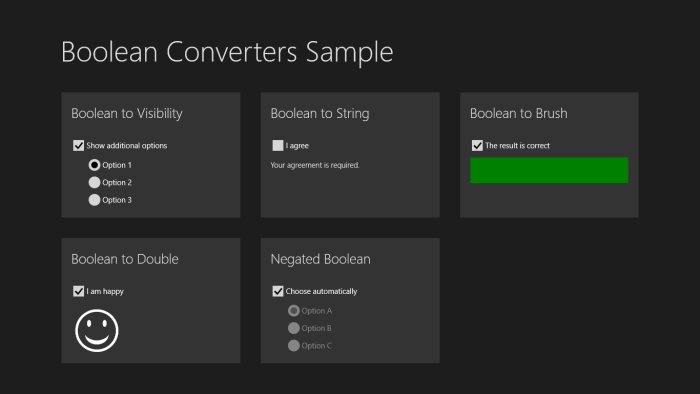 Boolean Converters Sample
Boolean to Visibility
Show additional options
Option 1
Option 2
Option 3
Boolean to String
I agree
Your agreement is required.
Boolean to Brush
The result is correct
Boolean to Double
I am happy
Negated Boolean
Choose automatically
Option A
Option B
Option C